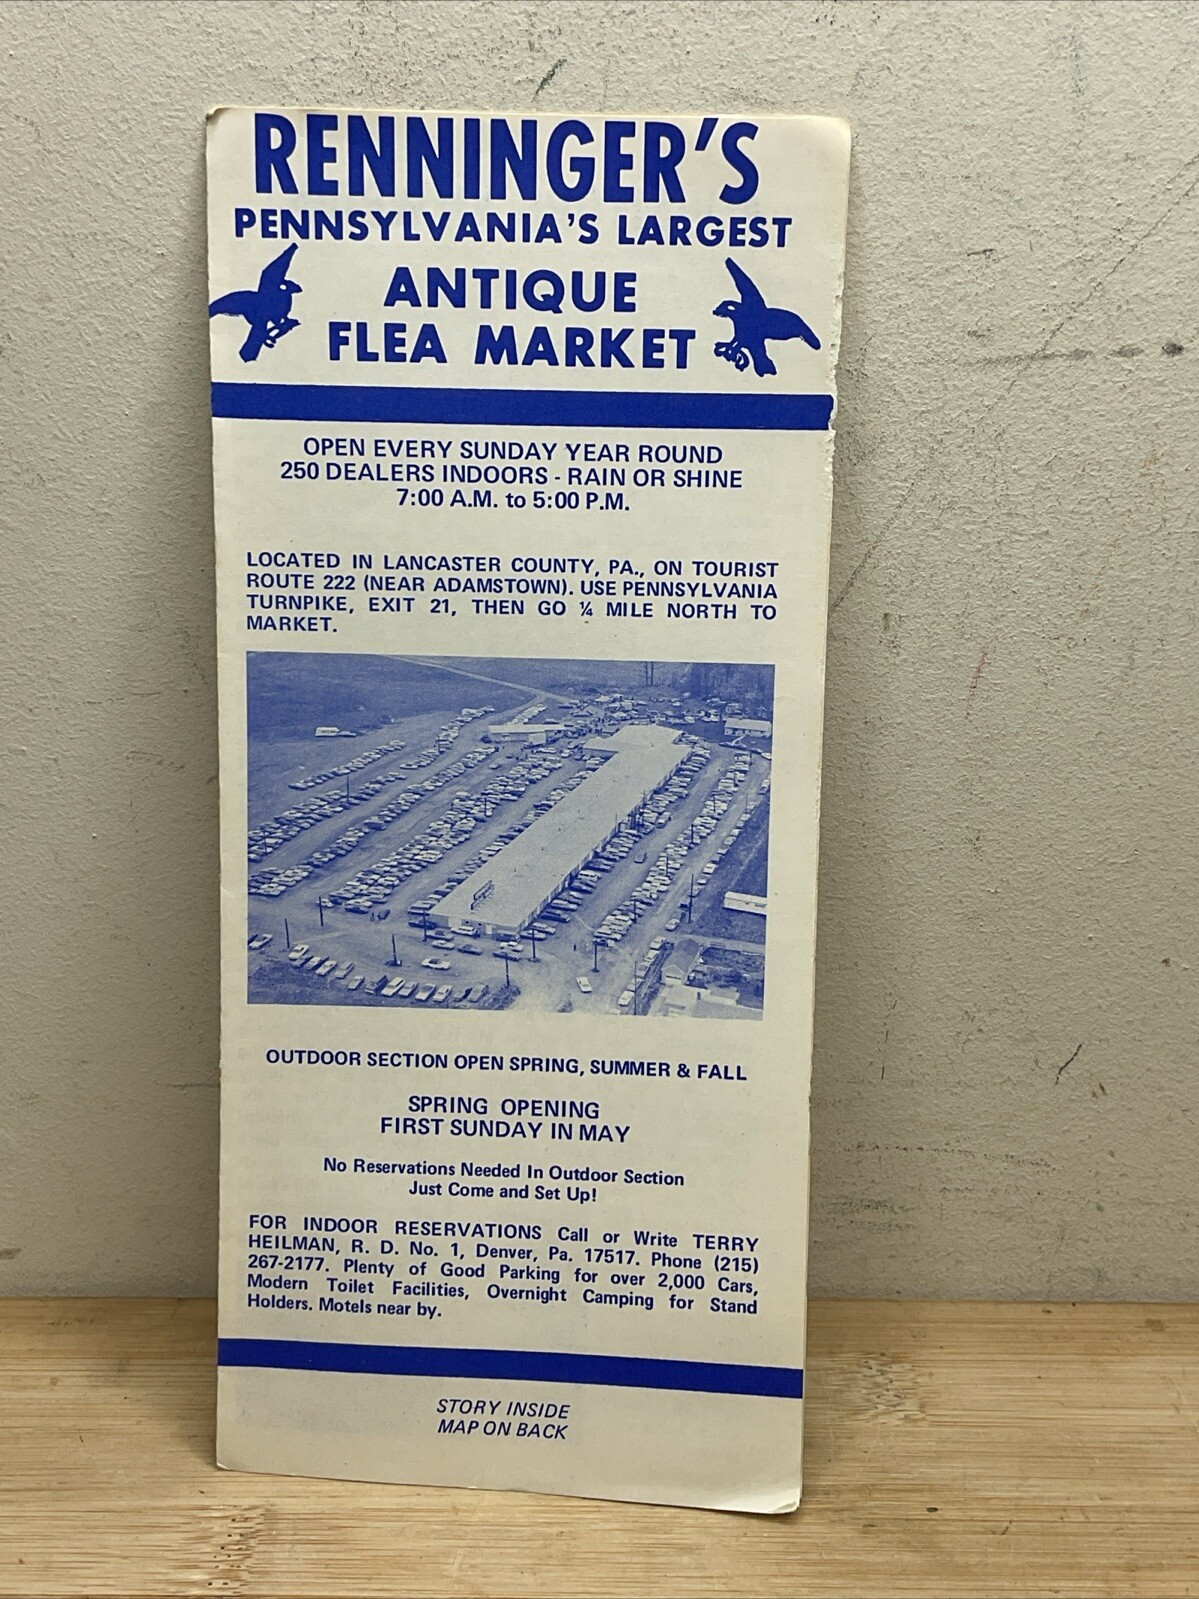 RENNINGER'S
PENNSYLVANIA'S LARGEST
ANTIQUE
FLEA MARKET
OPEN EVERY SUNDAY YEAR ROUND
250 DEALERS INDOORS - RAIN OR SHINE
7:00 A.M. to 5:00 P.M.
LOCATED IN LANCASTER COUNTY, PA., ON TOURIST
ROUTE 222 (NEAR ADAMSTOWN). USE PENNSYLVANIA
TURNPIKE, EXIT 21, THEN GO ¼ MILE NORTH TO
MARKET.
OUTDOOR SECTION OPEN SPRING, SUMMER & FALL
SPRING OPENING
FIRST SUNDAY IN MAY
No Reservations Needed In Outdoor Section
Just Come and Set Up!
FOR INDOOR RESERVATIONS Call or Write TERRY
HEILMAN, R. D. No. 1, Denver, Pa. 17517. Phone (215)
267-2177. Plenty of Good Parking for over 2,000 Cars,
Modern Toilet Facilities, Overnight Camping for Stand
Holders. Motels near by.
STORY INSIDE
MAP ON BACK